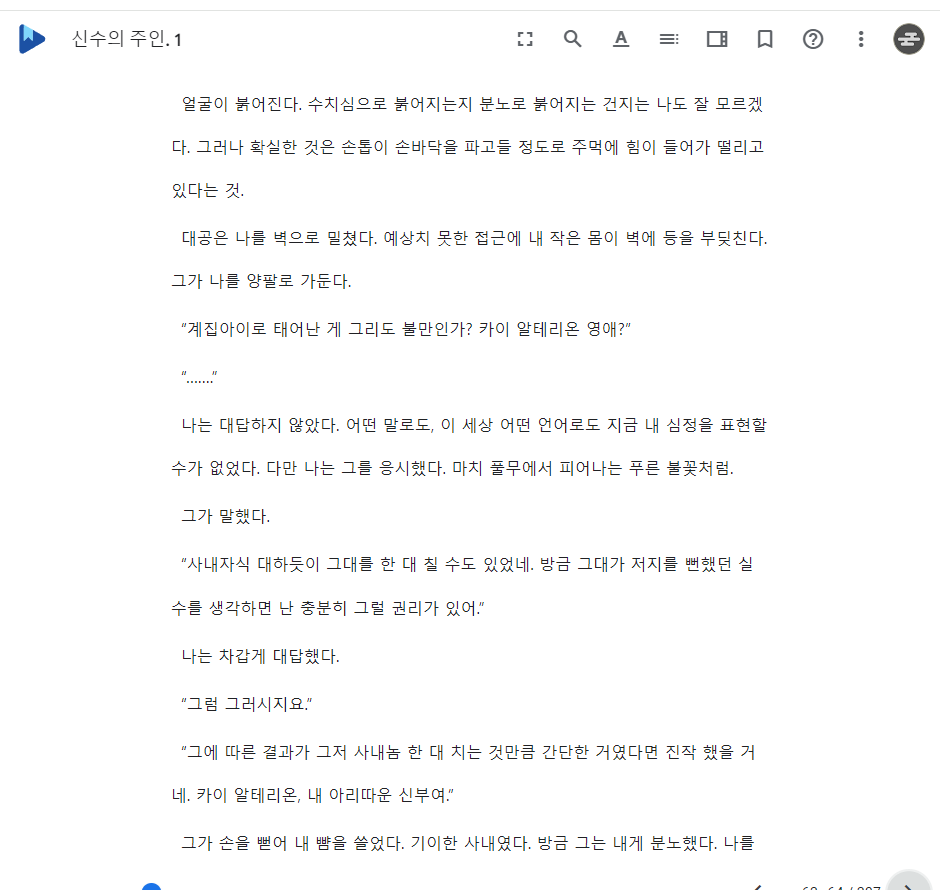 신수의 주인. 1
얼굴이 붉어진다. 수치심으로 붉어지는지 분노로 붉어지는 건지는 나도 잘 모르겠
다. 그러나 확실한 것은 손톱이 손바닥을 파고들 정도로 주먹에 힘이 들어가 떨리고
있다는 것.
대공은 나를 벽으로 밀쳤다. 예상치 못한 접근에 내 작은 몸이 벽에 등을 부딪친다.
그가 나를 양팔로 가둔다.
“계집아이로 태어난 게 그리도 불만인가? 카이 알테리온 영애?”
“…….”
나는 대답하지 않았다. 어떤 말로도, 이 세상 어떤 언어로도 지금 내 심정을 표현할
수가 없었다. 다만 나는 그를 응시했다. 마치 풀무에서 피어나는 푸른 불꽃처럼.
그가 말했다.
“사내자식 대하듯이 그대를 한 대 칠 수도 있었네. 방금 그대가 저지를 뻔했던 실
수를 생각하면 난 충분히 그럴 권리가 있어.”
나는 차갑게 대답했다.
“그럼 그러시지요.”
“그에 따른 결과가 그저 사내놈 한 대 치는 것만큼 간단한 거였다면 진작 했을 거
네. 카이 알테리온, 내 아리따운 신부여.”
그가 손을 뻗어 내 뺨을 쓸었다. 기이한 사내였다. 방금 그는 내게 분노했다. 나를